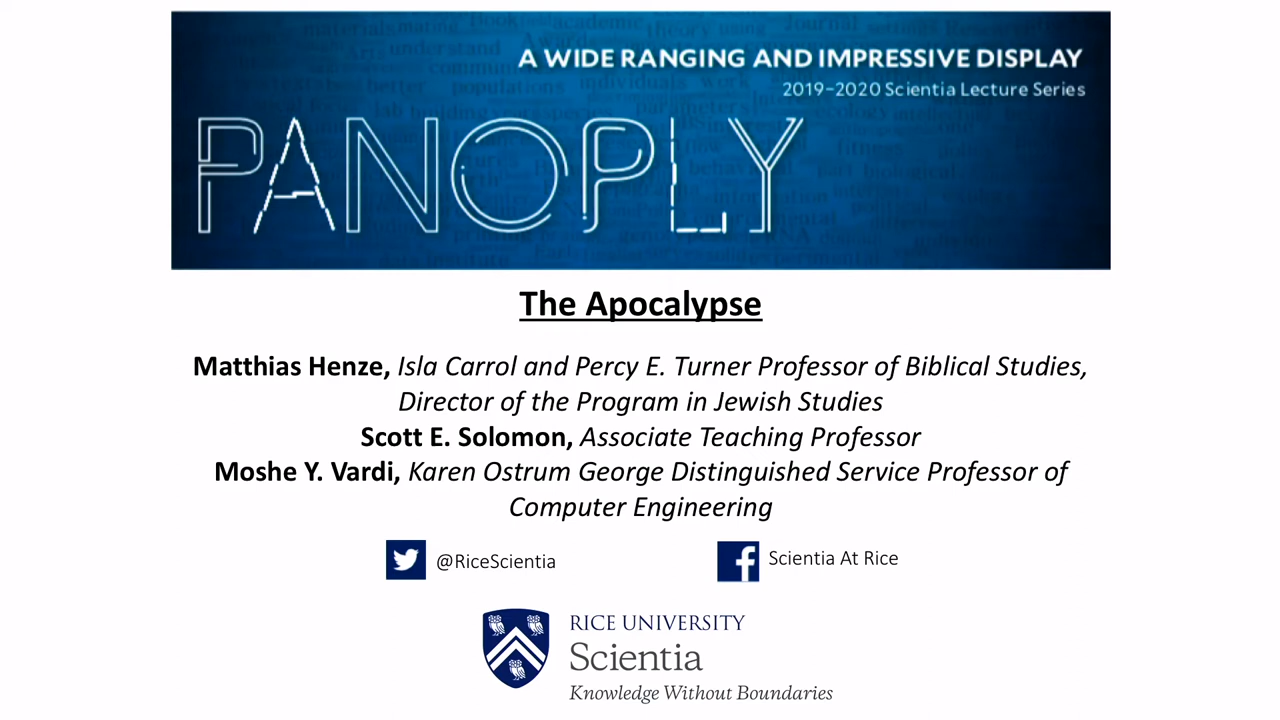 A WIDE RANGING AND IMPRESSIVE DISPLAY
2019–2020 Scientia Lecture Series
PANOPLY
The Apocalypse
Matthias Henze, Isla Carrol and Percy E. Turner Professor of Biblical Studies,
Director of the Program in Jewish Studies
Scott E. Solomon, Associate Teaching Professor
Moshe Y. Vardi, Karen Ostrum George Distinguished Service Professor of
Computer Engineering
@RiceScientia
Scientia At Rice
RICE UNIVERSITY
Scientia
Knowledge Without Boundaries